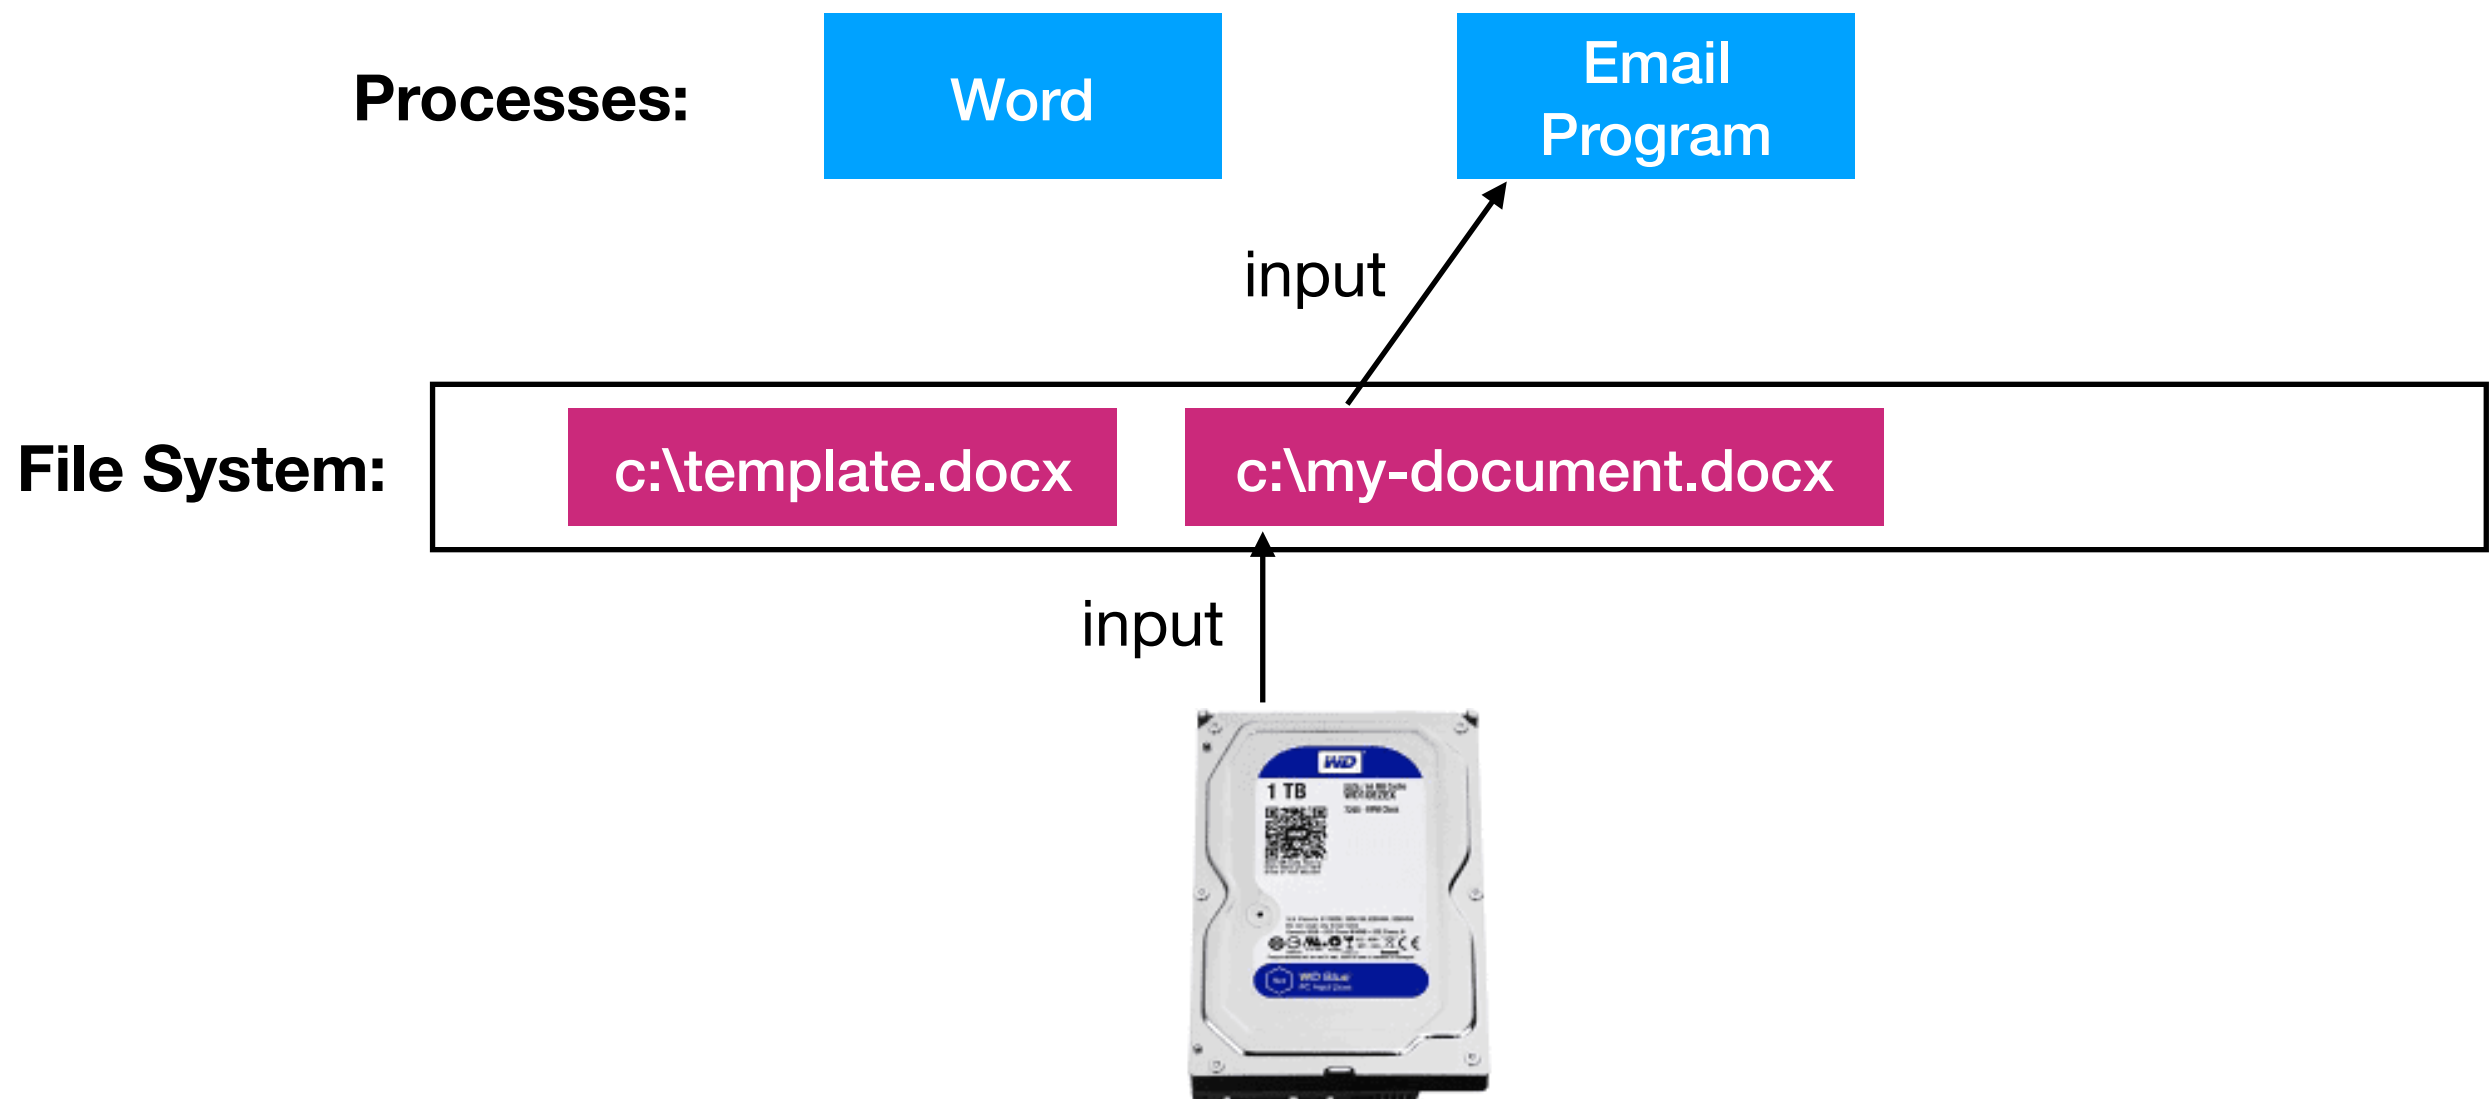 Processes:
Word
Email
Program
input
File System:
c:\template.docx
c:\my-document.docx
input
WD
1 TB
WD Blue